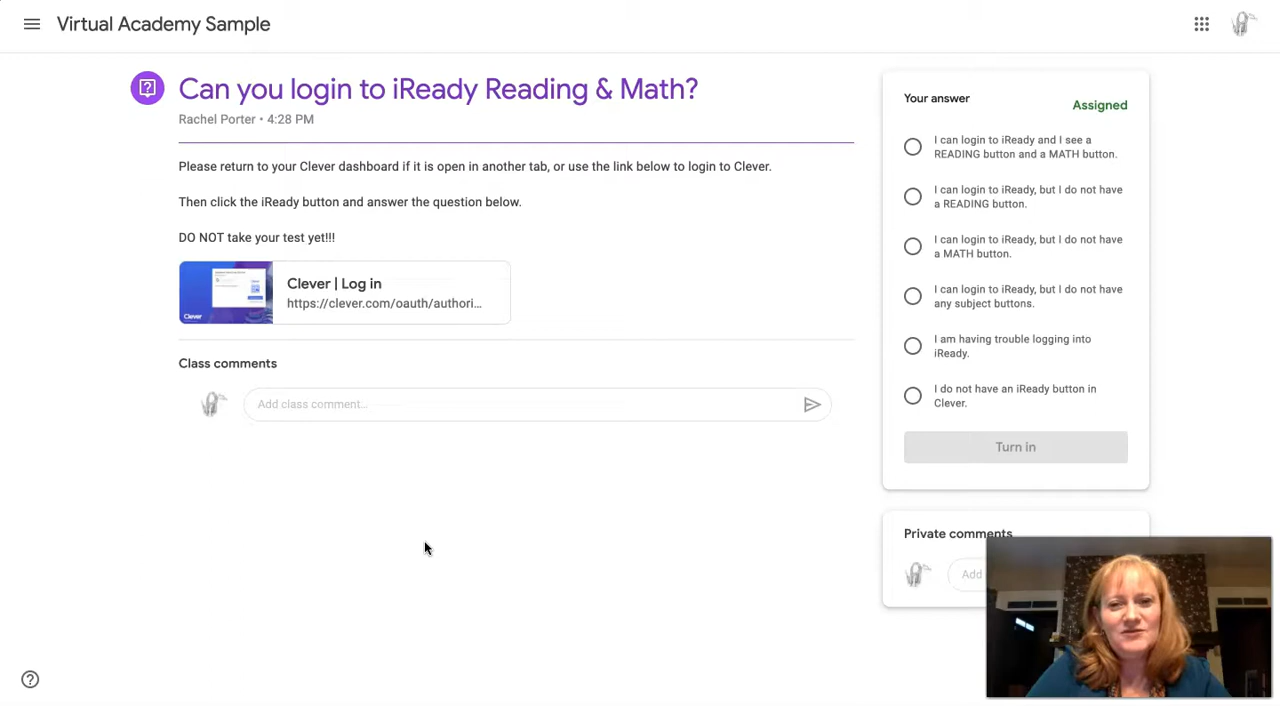 Virtual Academy Sample
Can you login to iReady Reading & Math?
Rachel Porter • 4:28 PM
Please return to your Clever dashboard if it is open in another tab, or use the link below to login to Clever.
Then click the iReady button and answer the question below.
DO NOT take your test yet!!!
Clever
Clever | Log in
https://clever.com/oauth/authori...
Class comments
Add class comment...
Your answer
Assigned
I can login to iReady and I see a
READING button and a MATH button.
I can login to iReady, but I do not have
a READING button.
I can login to iReady, but I do not have
a MATH button.
I can login to iReady, but I do not have
any subject buttons.
I am having trouble logging into
iReady.
I do not have an iReady button in
Clever.
Turn in
Private comments
Add